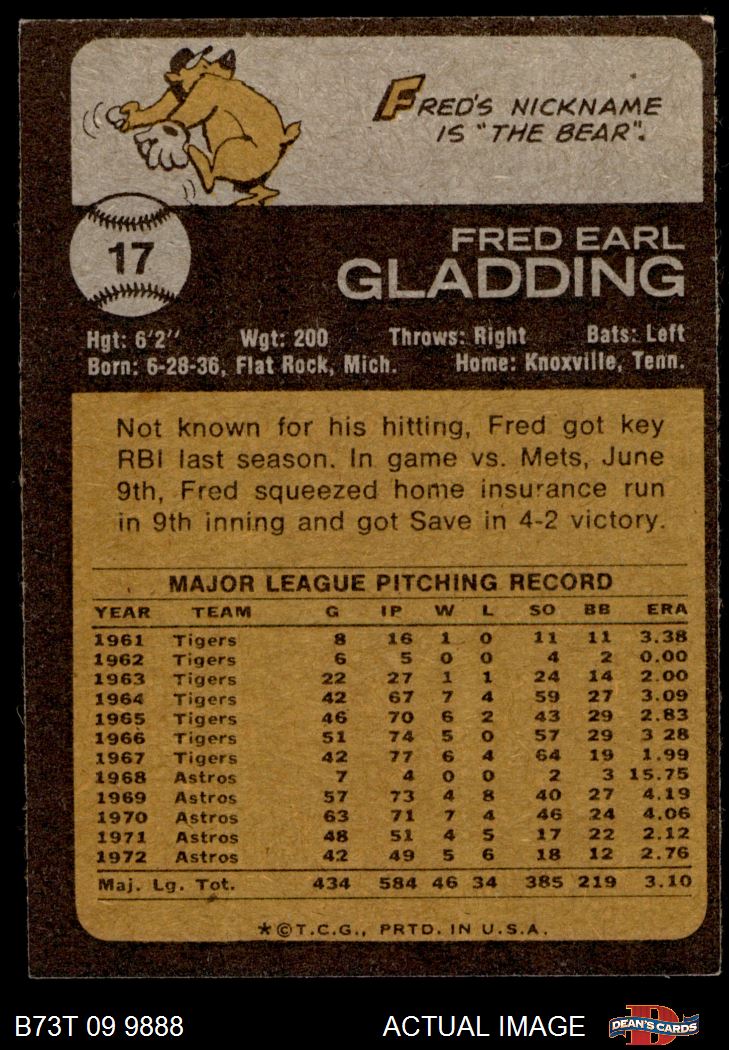 FRED'S NICKNAME
IS "THE BEAR".
17
FRED EARL
GLADDING
Hgt: 6'2" Wgt: 200 Throws: Right Bats: Left
Born: 6-28-36, Flat Rock, Mich. Home: Knoxville, Tenn.
Not known for his hitting, Fred got key
RBI last season. In game vs. Mets, June
9th, Fred squeezed home insurance run
in 9th inning and got Save in 4-2 victory.
MAJOR LEAGUE PITCHING RECORD
YEAR TEAM G IP W L SO BB ERA
1961 Tigers 8 16 1 0 11 11 3.38
1962 Tigers 6 5 0 0 4 2 0.00
1963 Tigers 22 27 1 1 24 14 2.00
1964 Tigers 42 67 7 4 59 27 3.09
1965 Tigers 46 70 6 2 43 29 2.83
1966 Tigers 51 74 5 0 57 29 3 28
1967 Tigers 42 77 6 4 64 19 1.99
1968 Astros 7 4 0 0 2 3 15.75
1969 Astros 57 73 4 8 40 27 4.19
1970 Astros 63 71 7 4 46 24 4.06
1971 Astros 48 51 4 5 17 22 2.12
1972 Astros 42 49 5 6 18 12 2.76
Maj. Lg. Tot. 434 584 46 34 385 219 3.10
*©T.C.G., PRTD. IN U.S.A.
B73T 09 9888 ACTUAL IMAGE D DEAN'S CARDS